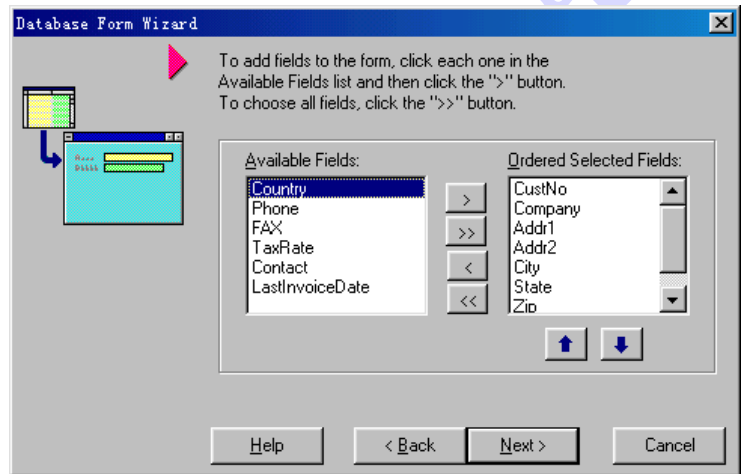 Database Form Wizard
To add fields to the form, click each one in the
Available Fields list and then click the ">" button.
To choose all fields, click the ">>" button.
Available Fields:
Country
Phone
FAX
TaxRate
Contact
LastInvoiceDate
>
>>
<
<<
Ordered Selected Fields:
CustNo
Company
Addr1
Addr2
City
State
Zip
Help
< Back
Next >
Cancel